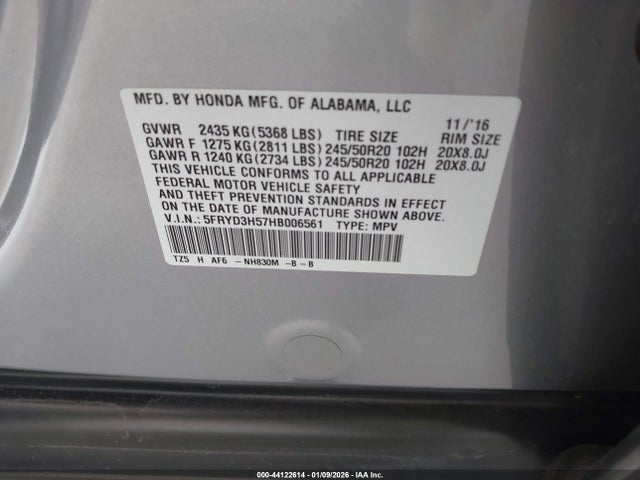 MFD. BY HONDA MFG. OF ALABAMA, LLC 11/'16
GVWR 2435 KG(5368 LBS) TIRE SIZE RIM SIZE
GAWR F 1275 KG(2811 LBS) 245/50R20 102H 20X8.0J
GAWR R 1240 KG(2734 LBS) 245/50R20 102H 20X8.0J
THIS VEHICLE CONFORMS TO ALL APPLICABLE
FEDERAL MOTOR VEHICLE SAFETY
AND THEFT PREVENTION STANDARDS IN EFFECT
ON THE DATE OF MANUFACTURE SHOWN ABOVE.
V.I.N.: 5FRYD3H57HB006561 TYPE: MPV
TZ5 H AF6 -NH830M -B-B
000-44122614 - 01/09/2026 - IAA Inc.